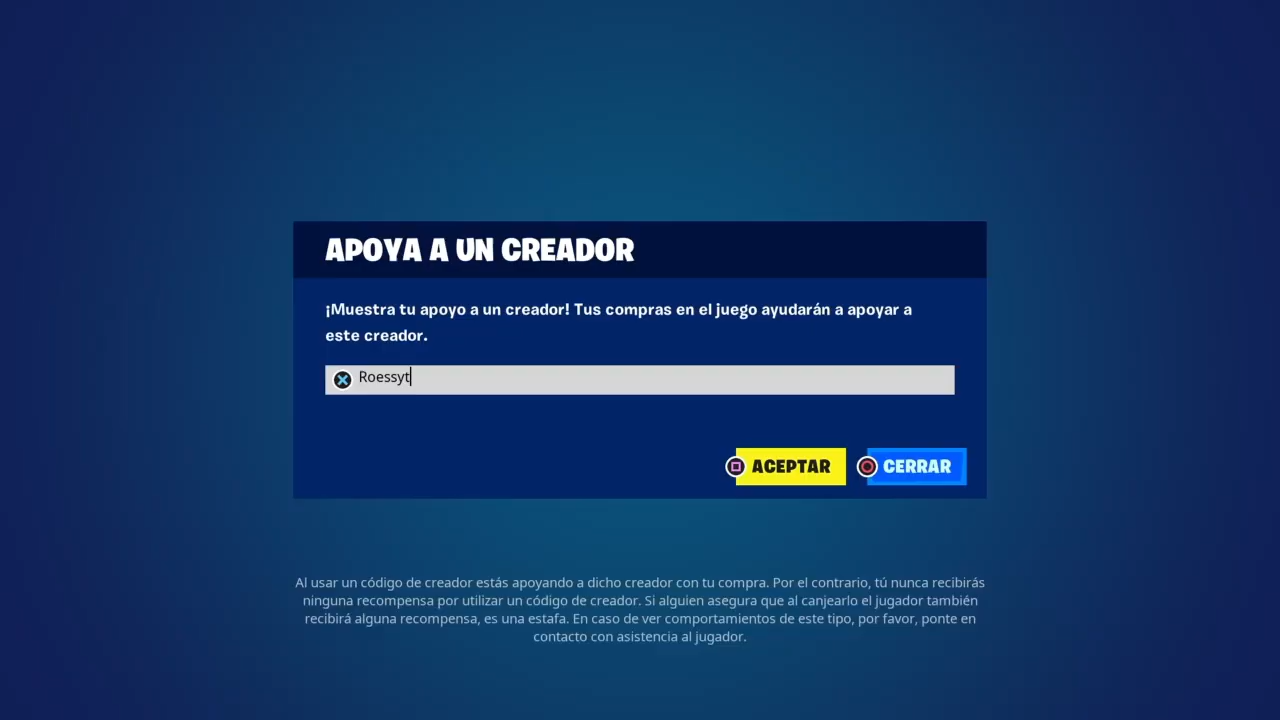 APOYA A UN CREADOR
¡Muestra tu apoyo a un creador! Tus compras en el juego ayudarán a apoyar a
este creador.
Roessyt
ACEPTAR
CERRAR
Al usar un código de creador estás apoyando a dicho creador con tu compra. Por el contrario, tú nunca recibirás
ninguna recompensa por utilizar un código de creador. Si alguien asegura que al canjearlo el jugador también
recibirá alguna recompensa, es una estafa. En caso de ver comportamientos de este tipo, por favor, ponte en
contacto con asistencia al jugador.